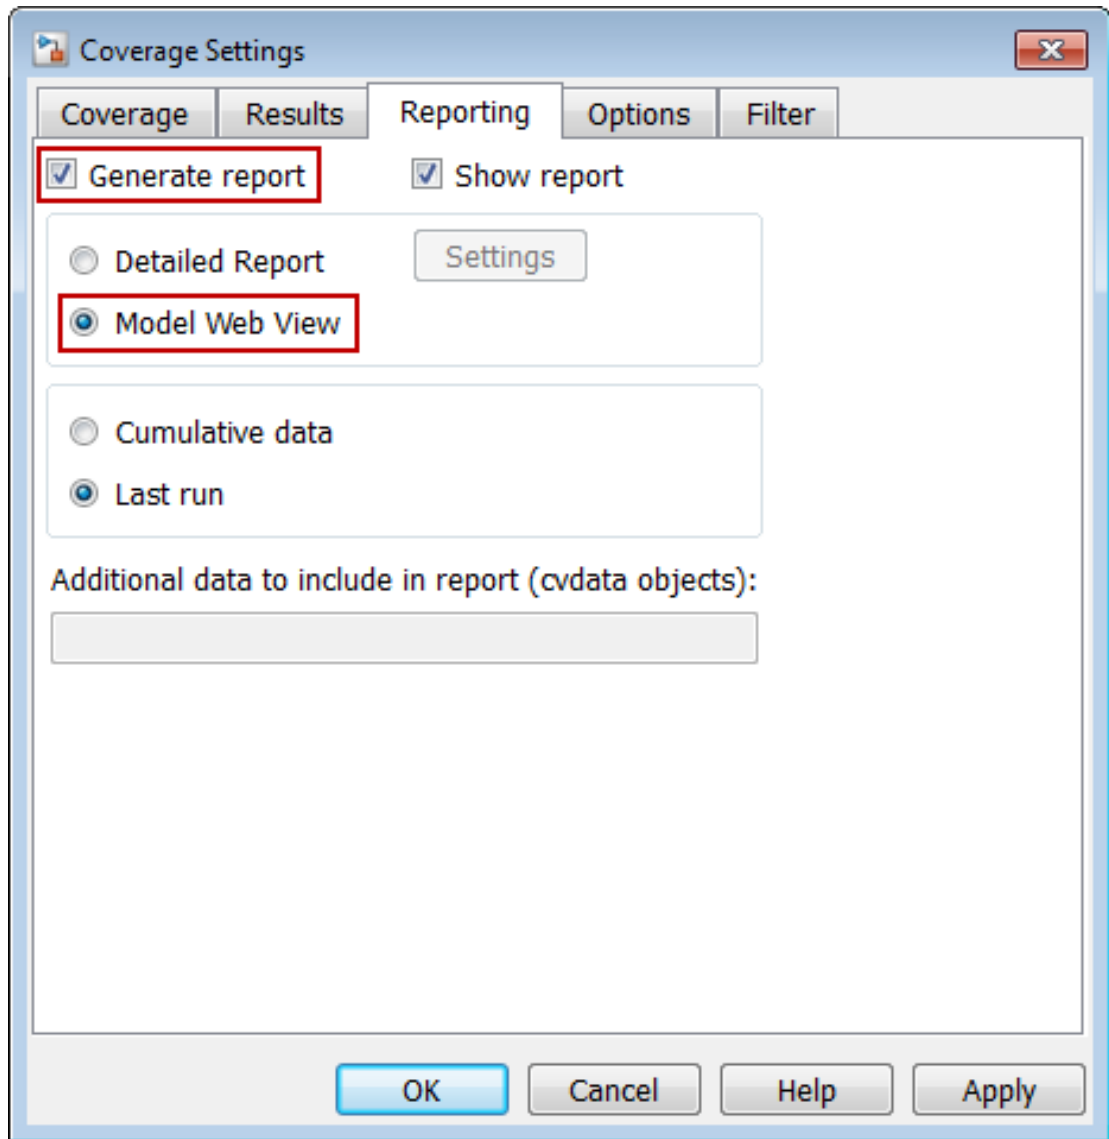 Coverage Settings
Coverage Results Reporting Options Filter
Generate report Show report
Detailed Report Settings
Model Web View
Cumulative data
Last run
Additional data to include in report (cvdata objects):
OK Cancel Help Apply